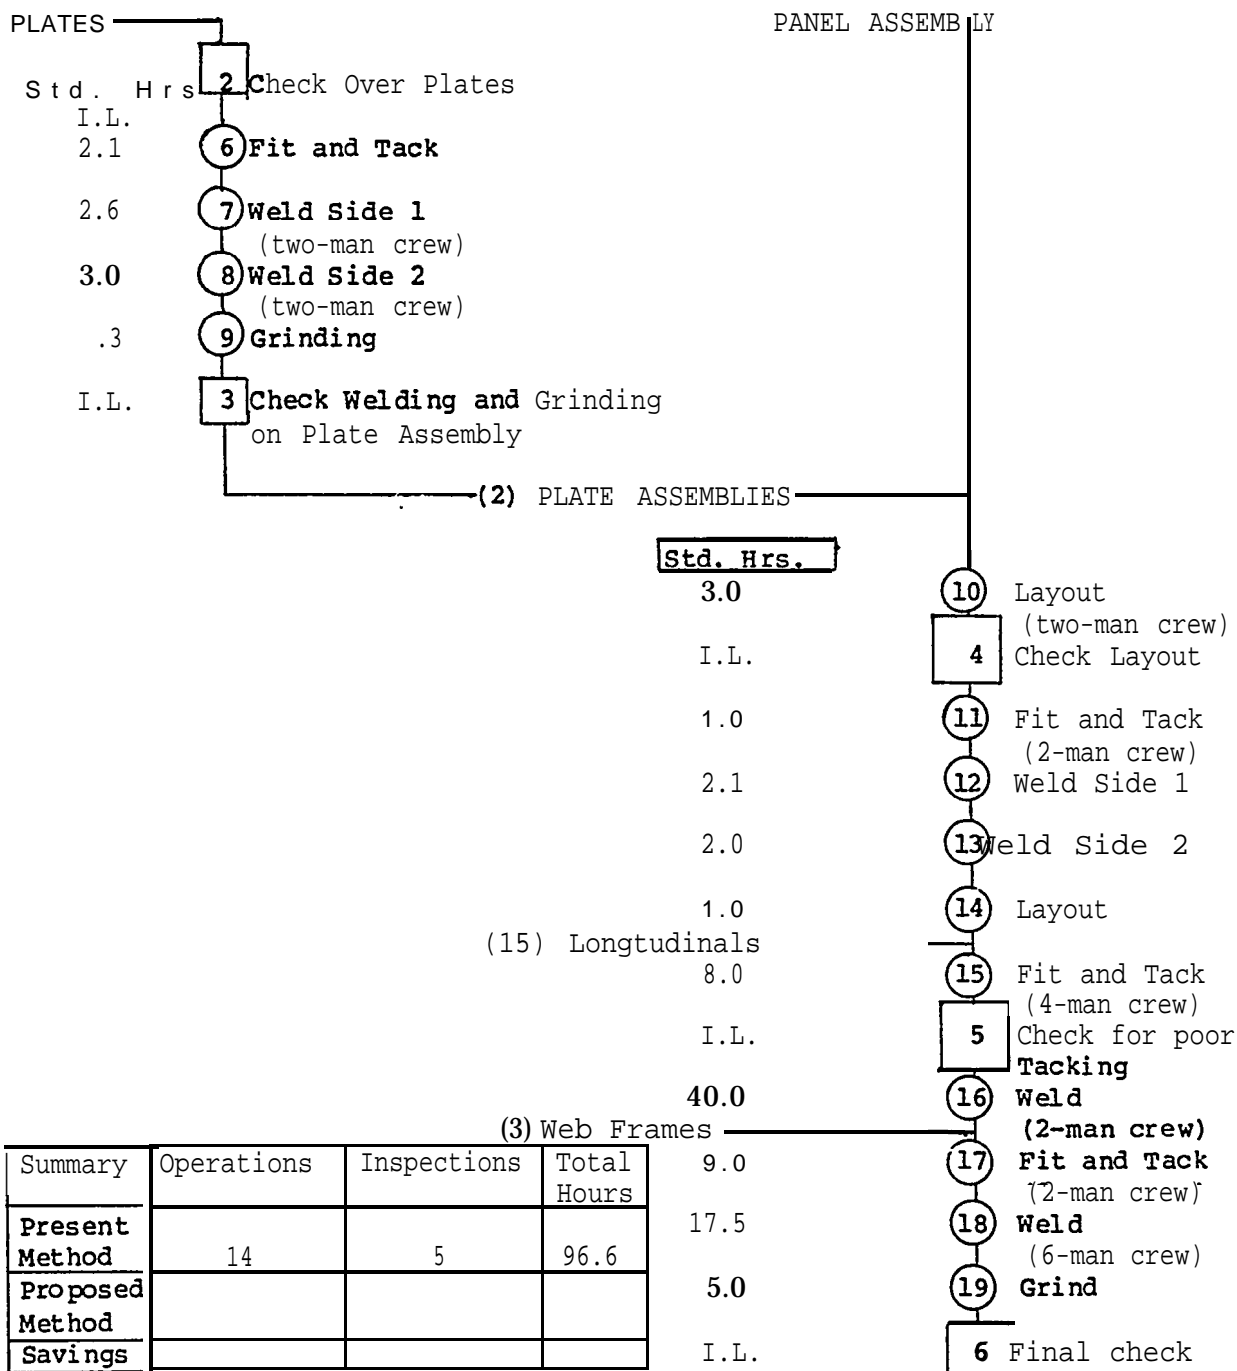 PLATES
PANEL ASSEMBLY
Std. Hrs
2 Check Over Plates
I.L.
2.1 6 Fit and Tack
2.6 7 Weld Side 1
(two-man crew)
3.0 8 Weld Side 2
(two-man crew)
.3 9 Grinding
I.L. 3 Check Welding and Grinding
on Plate Assembly
(2) PLATE ASSEMBLIES
Std. Hrs.
3.0 10 Layout
(two-man crew)
I.L. 4 Check Layout
1.0 11 Fit and Tack
(2-man crew)
2.1 12 Weld Side 1
2.0 13 Weld Side 2
1.0 14 Layout
(15) Longtudinals
8.0 15 Fit and Tack
(4-man crew)
I.L. 5 Check for poor
Tacking
40.0 16 Weld
(3) Web Frames (2-man crew)
9.0 17 Fit and Tack
(2-man crew)
17.5 18 Weld
(6-man crew)
5.0 19 Grind
I.L. 6 Final check
Summary Operations Inspections Total
Hours
Present
Method 14 5 96.6
Proposed
Method
Savings